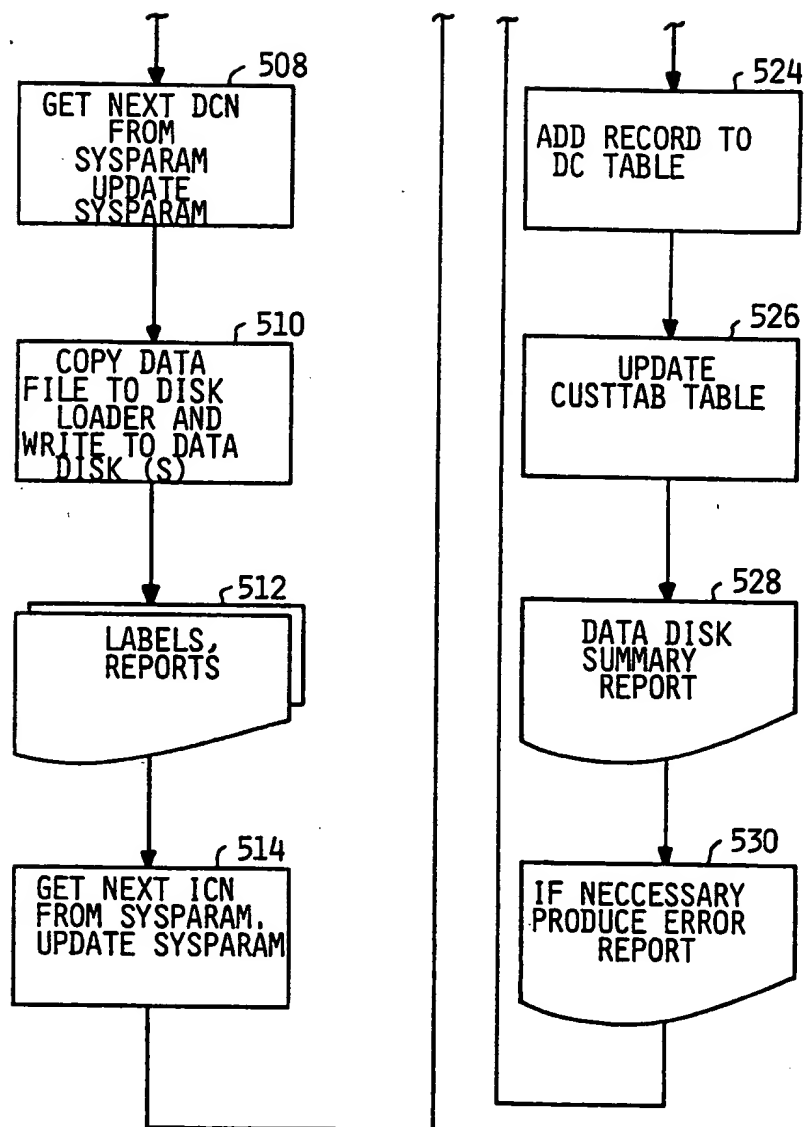 508
GET NEXT DCN
FROM
SYSPARAM
UPDATE
SYSPARAM
510
COPY DATA
FILE TO DISK
LOADER AND
WRITE TO DATA
DISK (S)
512
LABELS,
REPORTS
514
GET NEXT ICN
FROM SYSPARAM.
UPDATE SYSPARAM
524
ADD RECORD TO
DC TABLE
526
UPDATE
CUSTTAB TABLE
528
DATA DISK
SUMMARY
REPORT
530
IF NECCESSARY
PRODUCE ERROR
REPORT